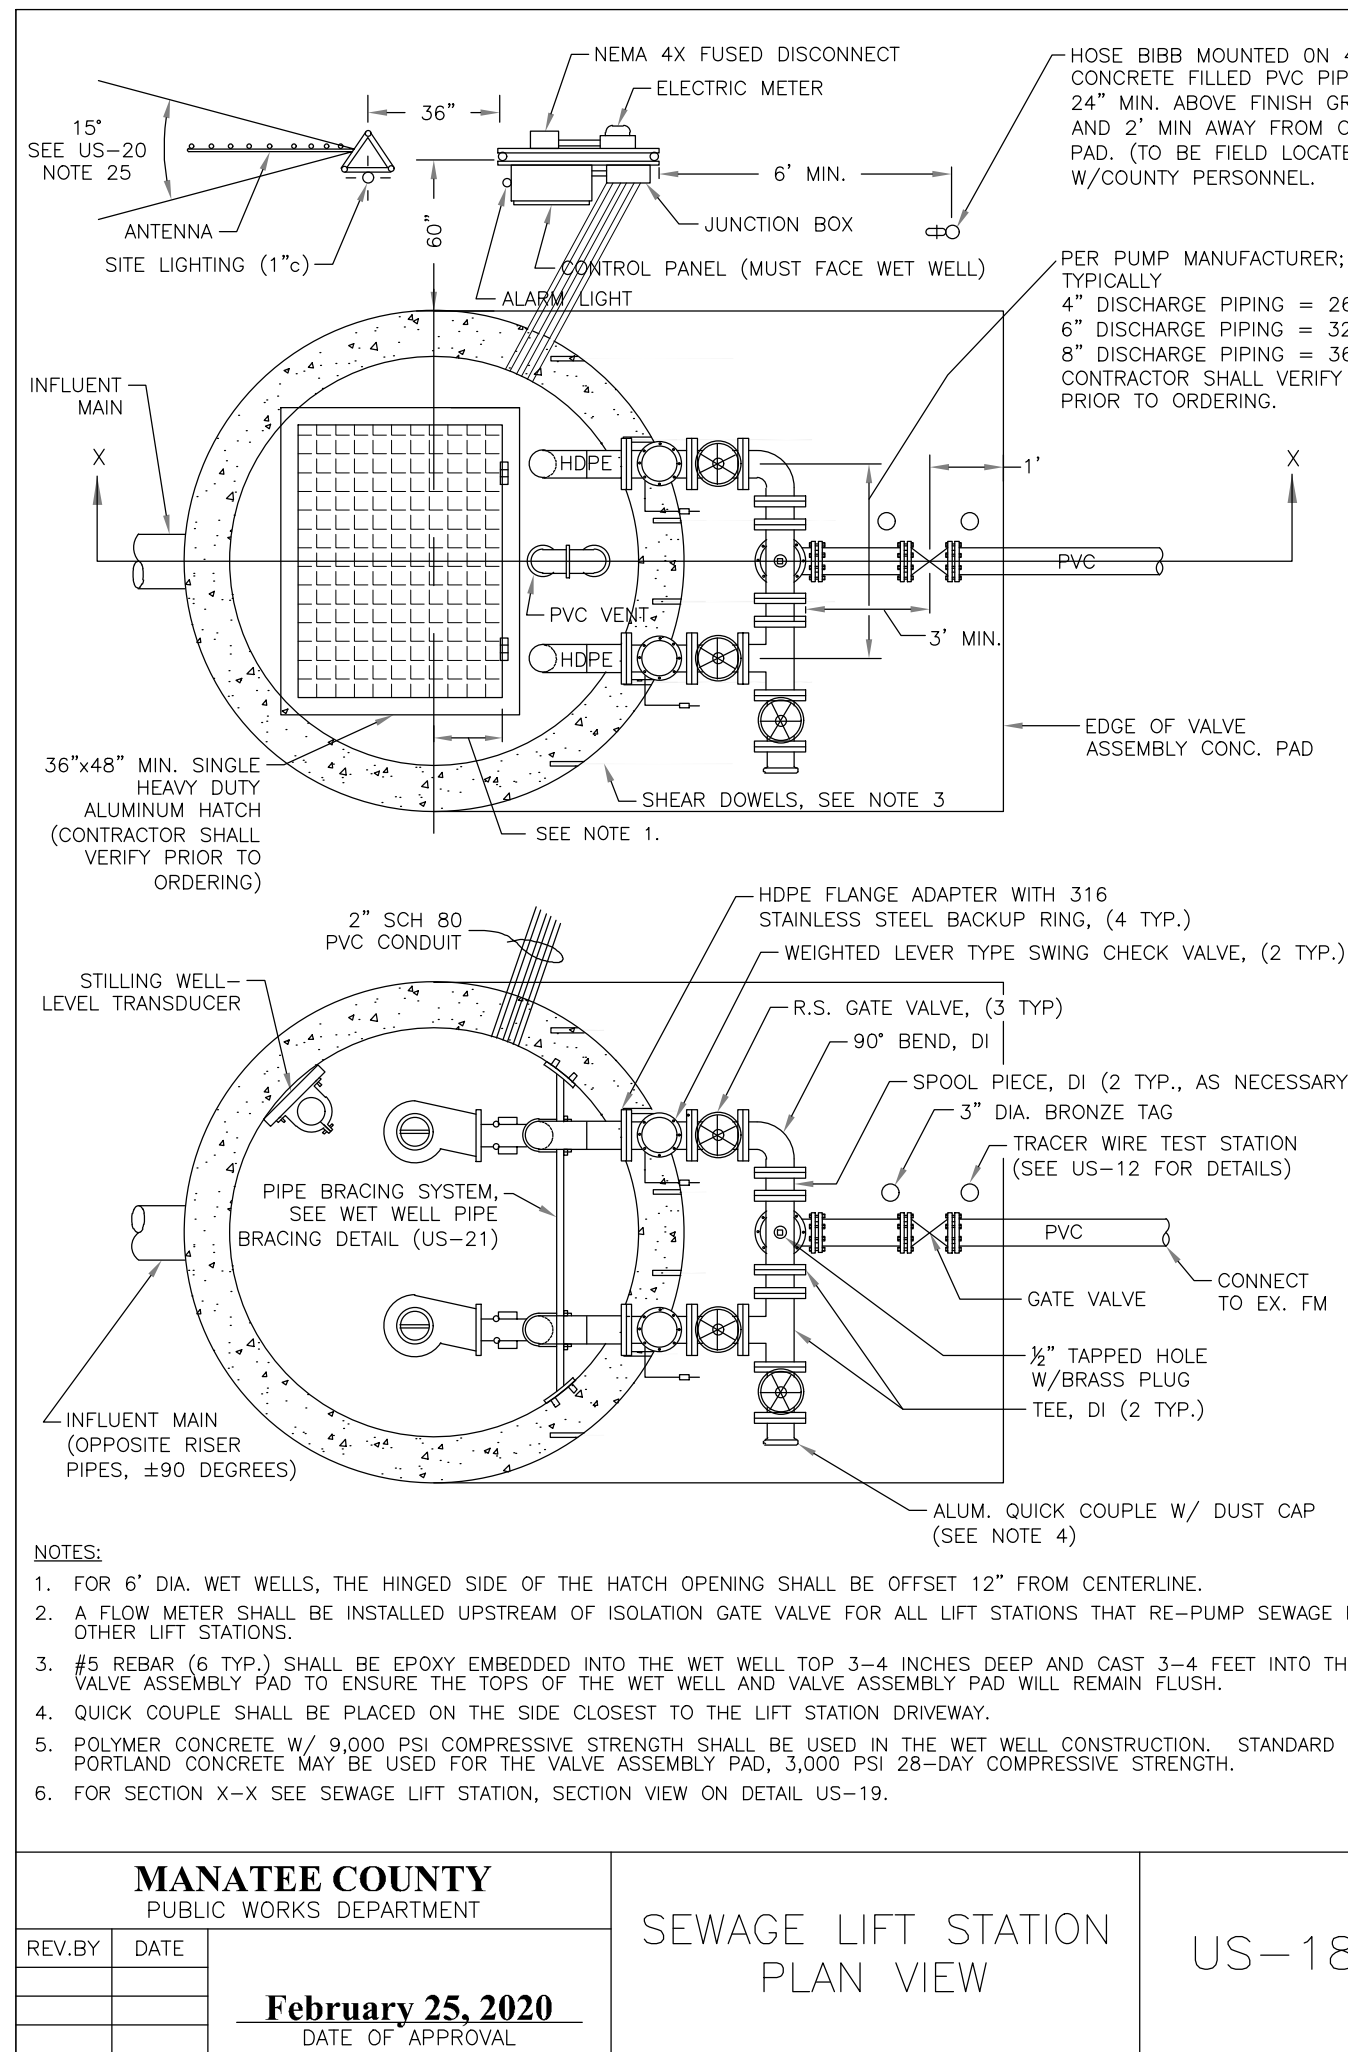 NEMA 4X FUSED DISCONNECT
ELECTRIC METER
HOSE BIBB MOUNTED ON
CONCRETE FILLED PVC
24" MIN. ABOVE FINISH
AND 2' MIN AWAY FROM
PAD. (TO BE FIELD
W/COUNTY PERSONNEL.
36"
15°
SEE US-20
NOTE 25
6' MIN.
60"
ANTENNA
SITE LIGHTING (1"c)
JUNCTION BOX
CONTROL PANEL (MUST FACE WET WELL)
ALARM LIGHT
PER PUMP MANUFACTURER;
TYPICALLY
4" DISCHARGE PIPING = 26
6" DISCHARGE PIPING = 32
8" DISCHARGE PIPING = 36
CONTRACTOR SHALL VERIFY
PRIOR TO ORDERING.
INFLUENT
MAIN
X
X
HDPE
1'
PVC
PVC VENT
3' MIN.
HDPE
EDGE OF VALVE
ASSEMBLY CONC. PAD
36"x48" MIN. SINGLE
HEAVY DUTY
ALUMINUM HATCH
(CONTRACTOR SHALL
VERIFY PRIOR TO
ORDERING)
SHEAR DOWELS, SEE NOTE 3
SEE NOTE 1.
HDPE FLANGE ADAPTER WITH 316
STAINLESS STEEL BACKUP RING, (4 TYP.)
2" SCH 80
PVC CONDUIT
WEIGHTED LEVER TYPE SWING CHECK VALVE, (2 TYP.)
STILLING WELL-
LEVEL TRANSDUCER
R.S. GATE VALVE, (3 TYP)
90° BEND, DI
SPOOL PIECE, DI (2 TYP., AS NECESSARY
3" DIA. BRONZE TAG
TRACER WIRE TEST STATION
(SEE US-12 FOR DETAILS)
PIPE BRACING SYSTEM,
SEE WET WELL PIPE
BRACING DETAIL (US-21)
PVC
CONNECT
TO EX. FM
GATE VALVE
½" TAPPED HOLE
W/BRASS PLUG
TEE, DI (2 TYP.)
INFLUENT MAIN
(OPPOSITE RISER
PIPES, ±90 DEGREES)
ALUM. QUICK COUPLE W/ DUST CAP
(SEE NOTE 4)
NOTES:
1. FOR 6' DIA. WET WELLS, THE HINGED SIDE OF THE HATCH OPENING SHALL BE OFFSET 12" FROM CENTERLINE.
2. A FLOW METER SHALL BE INSTALLED UPSTREAM OF ISOLATION GATE VALVE FOR ALL LIFT STATIONS THAT RE-PUMP SEWAGE
OTHER LIFT STATIONS.
3. #5 REBAR (6 TYP.) SHALL BE EPOXY EMBEDDED INTO THE WET WELL TOP 3-4 INCHES DEEP AND CAST 3-4 FEET INTO
VALVE ASSEMBLY PAD TO ENSURE THE TOPS OF THE WET WELL AND VALVE ASSEMBLY PAD WILL REMAIN FLUSH.
4. QUICK COUPLE SHALL BE PLACED ON THE SIDE CLOSEST TO THE LIFT STATION DRIVEWAY.
5. POLYMER CONCRETE W/ 9,000 PSI COMPRESSIVE STRENGTH SHALL BE USED IN THE WET WELL CONSTRUCTION. STANDARD
PORTLAND CONCRETE MAY BE USED FOR THE VALVE ASSEMBLY PAD, 3,000 PSI 28-DAY COMPRESSIVE STRENGTH.
6. FOR SECTION X-X SEE SEWAGE LIFT STATION, SECTION VIEW ON DETAIL US-19.
MANATEE COUNTY
PUBLIC WORKS DEPARTMENT
REV.BY DATE
February 25, 2020
DATE OF APPROVAL
SEWAGE LIFT STATION
PLAN VIEW
US-18